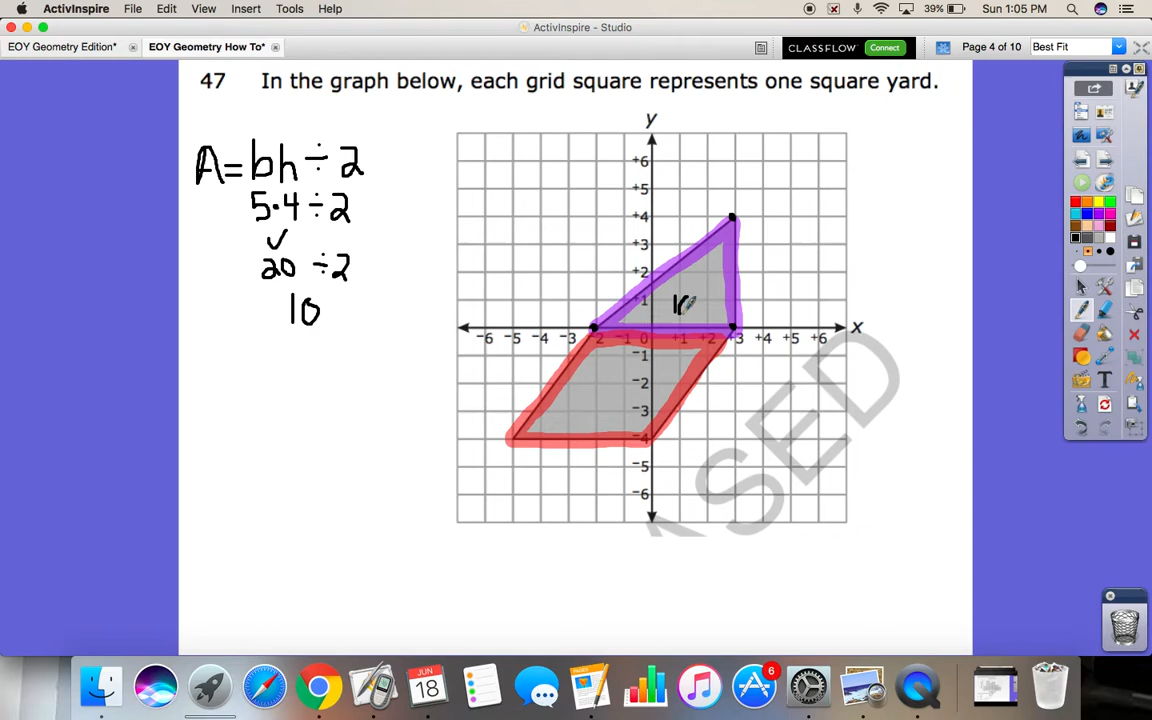 ActivInspire File Edit View Insert Tools Help 39% Sun 1:05 PM
ActivInspire - Studio
EOY Geometry Edition* EOY Geometry How To* CLASSFLOW Connect Page 4 of 10 Best Fit
47 In the graph below, each grid square represents one square yard.
A=bh÷2
5·4÷2
20 ÷2
10
y
+6
+5
+4
+3
+2
+1
x
-6 -5 -4 -3 -2 -1 0 +1 +2 +3 +4 +5 +6
-1
-2
-3
-4
-5
-6
ASED
T
JUN
18
6